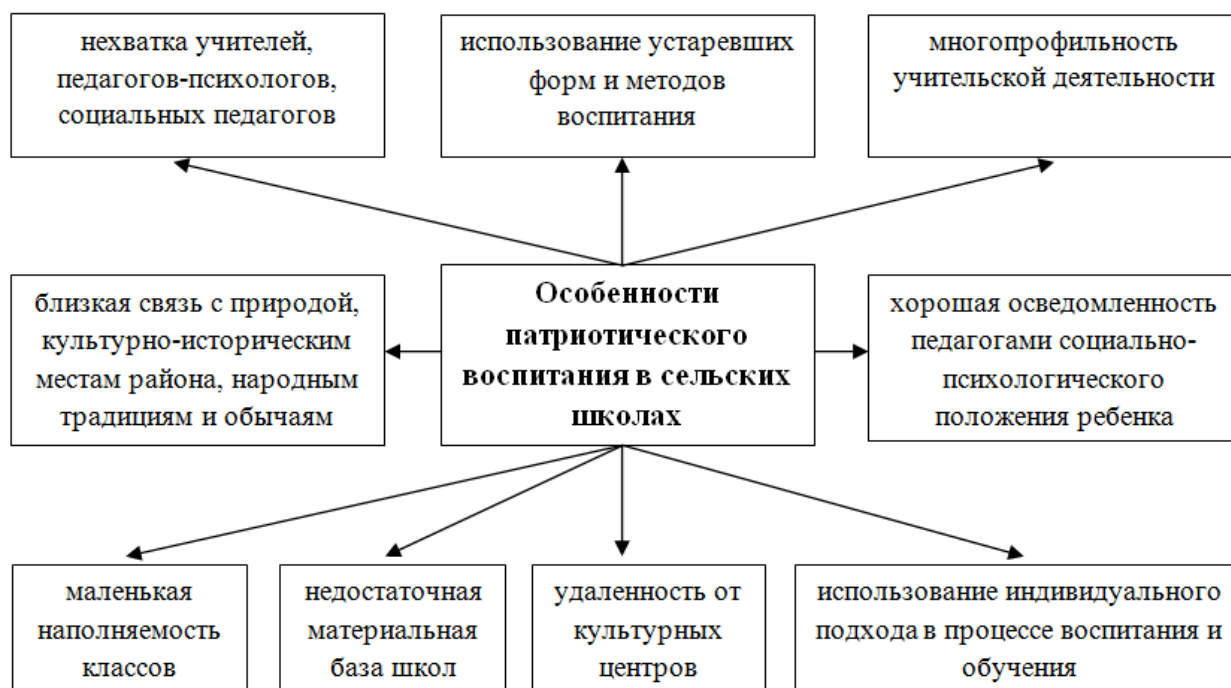 нехватка учителей,
педагогов-психологов,
социальных педагогов
использование устаревших
форм и методов
воспитания
многопрофильность
учительской деятельности
близкая связь с природой,
культурно-историческим
местам района, народным
традициям и обычаям
Особенности
патриотического
воспитания в сельских
школах
хорошая осведомленность
педагогами социально-
психологического
положения ребенка
маленькая
наполняемость
классов
недостаточная
материальная
база школ
удаленность от
культурных
центров
использование индивидуального
подхода в процессе воспитания и
обучения